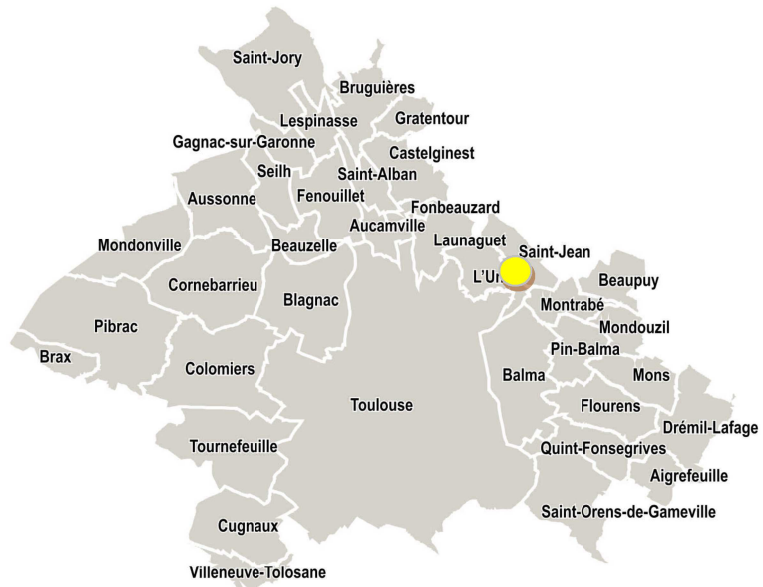 Saint-Jory
Bruguières
Lespinasse
Gratentour
Gagnac-sur-Garonne
Castelginest
Seilh
Saint-Alban
Aussonne
Fenouillet
Fonbeauzard
Aucamville
Mondonville
Beauzelle
Launaguet
Saint-Jean
L'Un
Cornebarrieu
Beaupuy
Blagnac
Montrabé
Pibrac
Mondouzil
Pin-Balma
Brax
Colomiers
Balma
Mons
Toulouse
Flourens
Drémil-Lafage
Tournefeuille
Quint-Fonsegrives
Aigrefeuille
Saint-Orens-de-Gameville
Cugnaux
Villeneuve-Tolosane